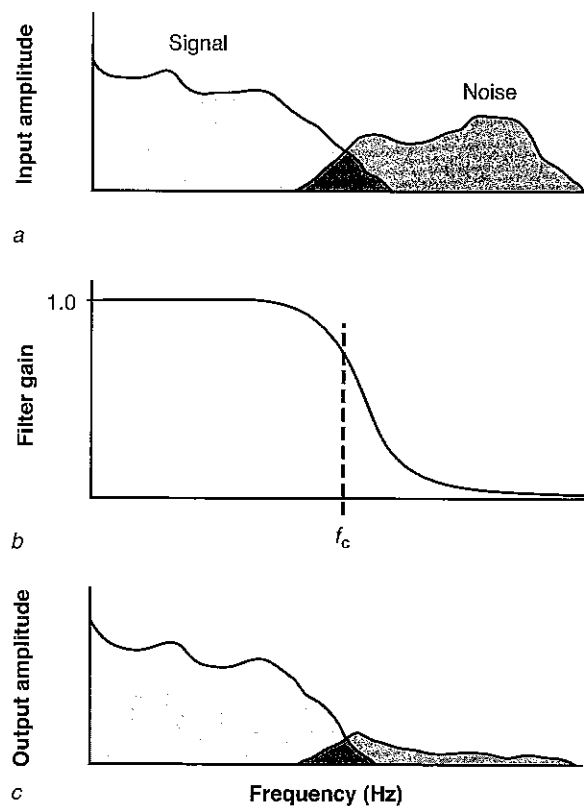 Signal
Noise
Input amplitude
a
1.0
Filter gain
f_c
b
Output amplitude
c
Frequency (Hz)